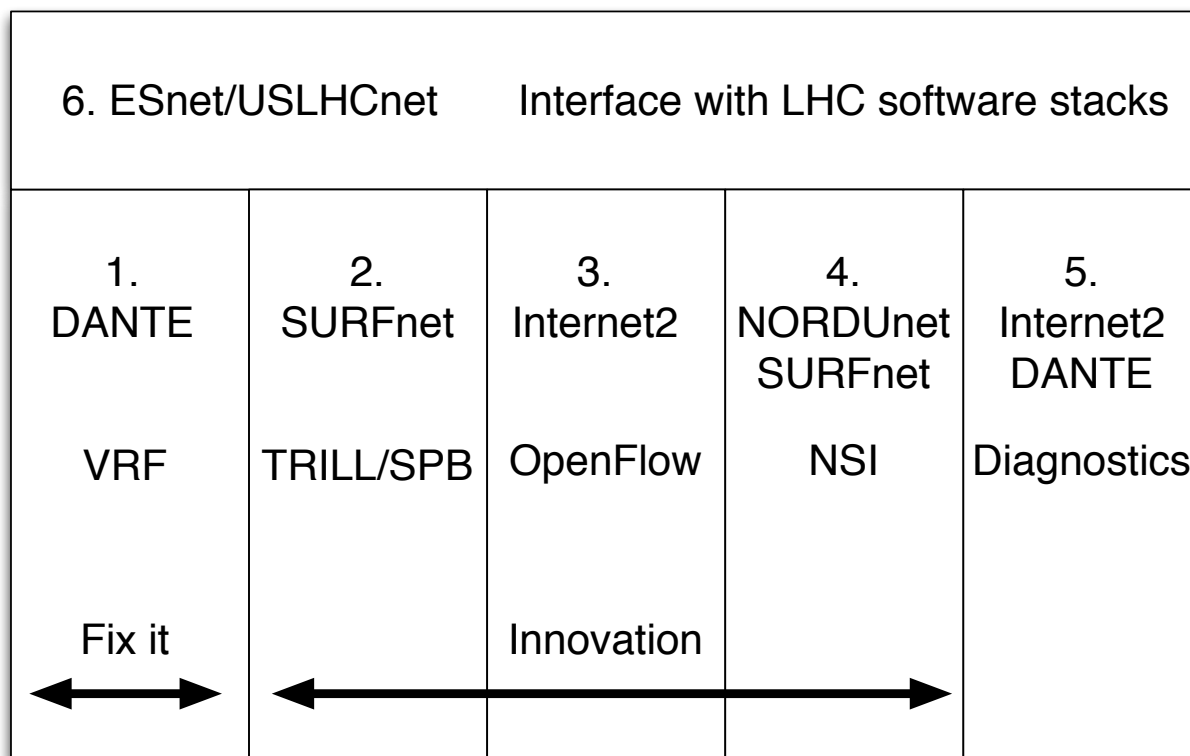 6. ESnet/USLHCnet Interface with LHC software stacks
1.
DANTE
VRF
Fix it
2.
SURFnet
TRILL/SPB
3.
Internet2
OpenFlow
Innovation
4.
NORDUnet
SURFnet
NSI
5.
Internet2
DANTE
Diagnostics